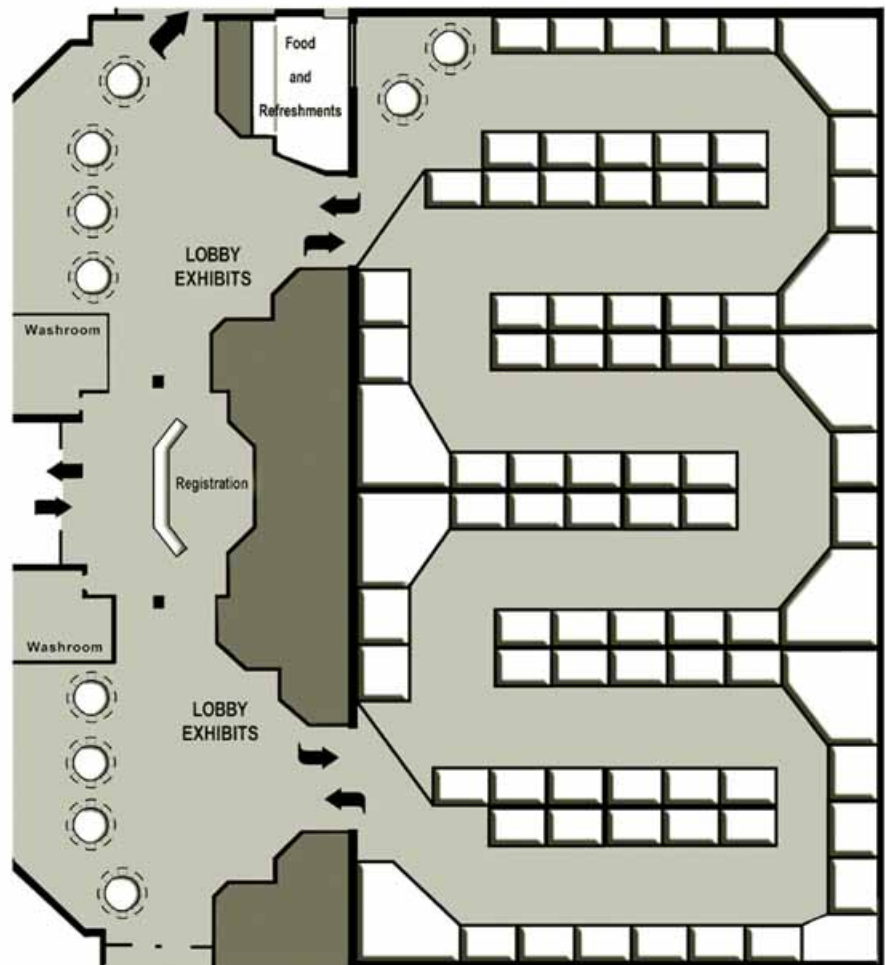 Food
and
Refreshments
LOBBY
EXHIBITS
Washroom
Registration
Washroom
LOBBY
EXHIBITS